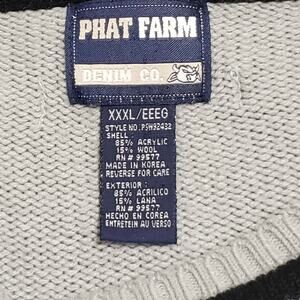 PHAT FARM
DENIM CO.
XXXL/EEEG
STYLE NO.: PSW92432
SHELL :
85% ACRYLIC
15% WOOL
RN # 99577
MADE IN KOREA
REVERSE FOR CARE
EXTERIOR :
85% ACRILICO
15% LANA
RN # 99577
HECHO EN COREA
ENTRETEIN AU VERSO